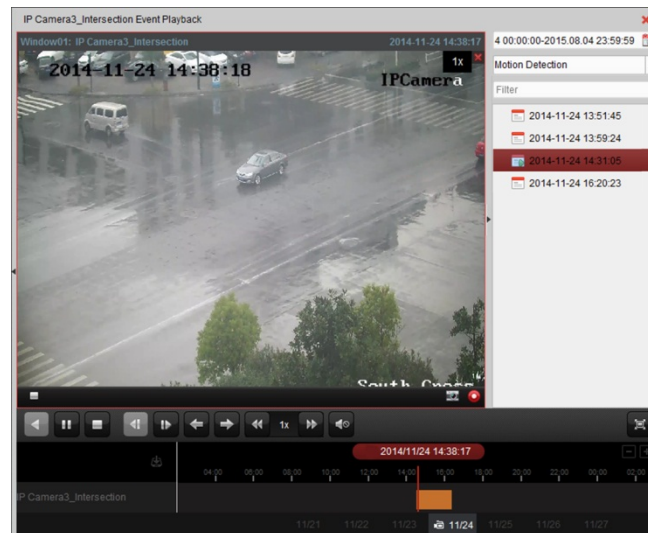 IP Camera3_Intersection Event Playback
Window01: IP Camera3_Intersection 2014-11-24 14:38:17
2014-11-24 14:38:18
1x
IPCamera
South Cross
4 00:00:00-2015.08.04 23:59:59
Motion Detection
Filter
2014-11-24 13:51:45
2014-11-24 13:59:24
2014-11-24 14:31:05
2014-11-24 16:20:23
1x
2014/11/24 14:38:17
04:00 06:00 08:00 10:00 12:00 14:00 16:00 18:00 20:00 22:00 00:00 02:00
IP Camera3_Intersection
11/21 11/22 11/23 11/24 11/25 11/26 11/27